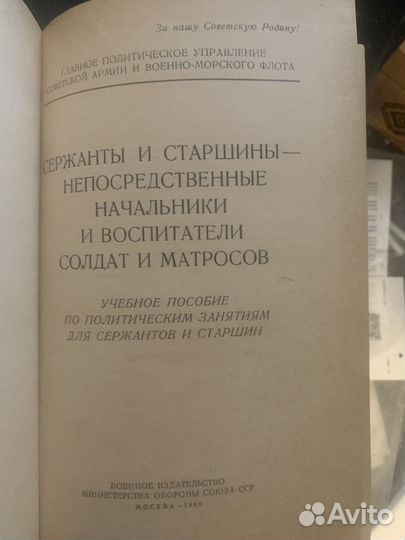 За нашу Советскую Родину!
ГЛАВНОЕ ПОЛИТИЧЕСКОЕ УПРАВЛЕНИЕ
СОВЕТСКОЙ АРМИИ И ВОЕННО-МОРСКОГО ФЛОТА
СЕРЖАНТЫ И СТАРШИНЫ —
НЕПОСРЕДСТВЕННЫЕ
НАЧАЛЬНИКИ
И ВОСПИТАТЕЛИ
СОЛДАТ И МАТРОСОВ
УЧЕБНОЕ ПОСОБИЕ
ПО ПОЛИТИЧЕСКИМ ЗАНЯТИЯМ
ДЛЯ СЕРЖАНТОВ И СТАРШИН
ВОЕННОЕ ИЗДАТЕЛЬСТВО
МИНИСТЕРСТВА ОБОРОНЫ СОЮЗА ССР
МОСКВА —
Avito